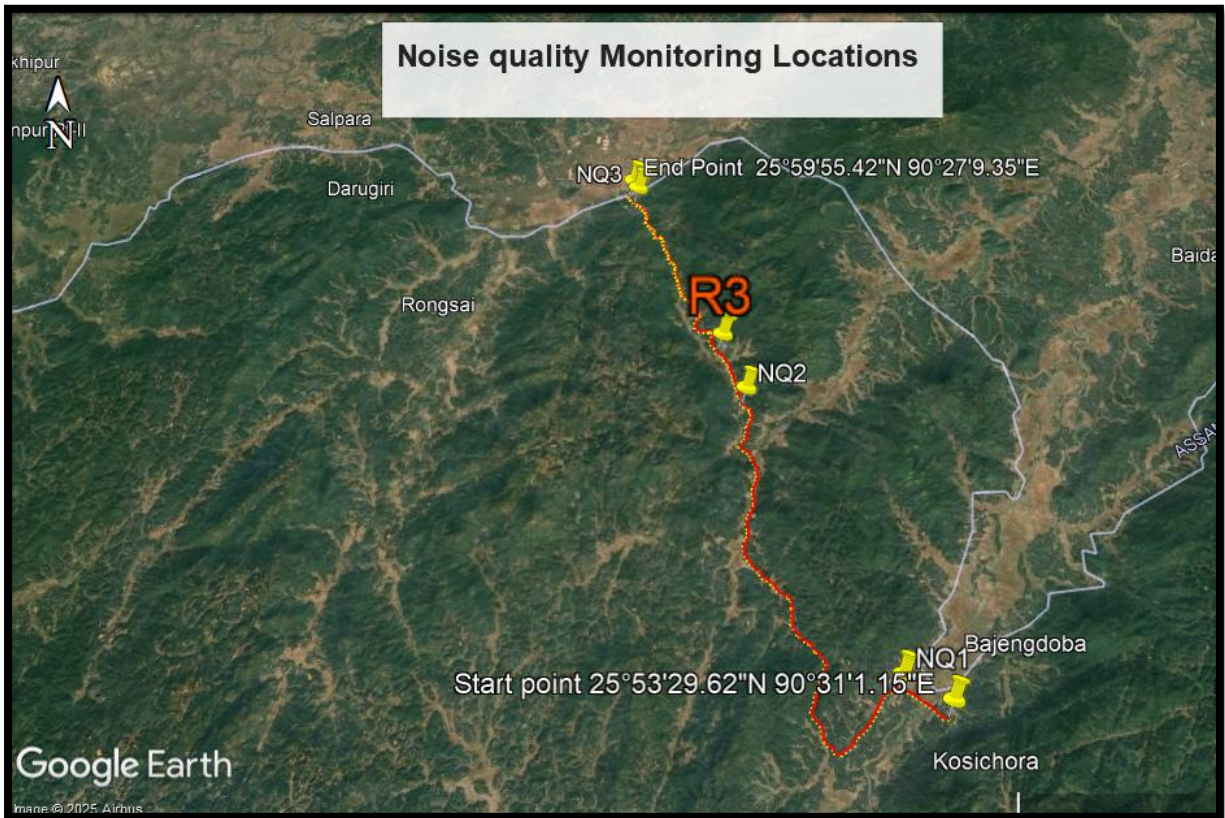 Noise quality Monitoring Locations
khipur
N
Salpara
Darugiri
NQ3
End Point 25°59'55.42"N 90°27'9.35"E
Baida
Rongsai
R3
NQ2
ASSAM
NQ1
Bajengdoba
Start point 25°53'29.62"N 90°31'1.15"E
Kosichora
Google Earth
Image © 2025 Airbus